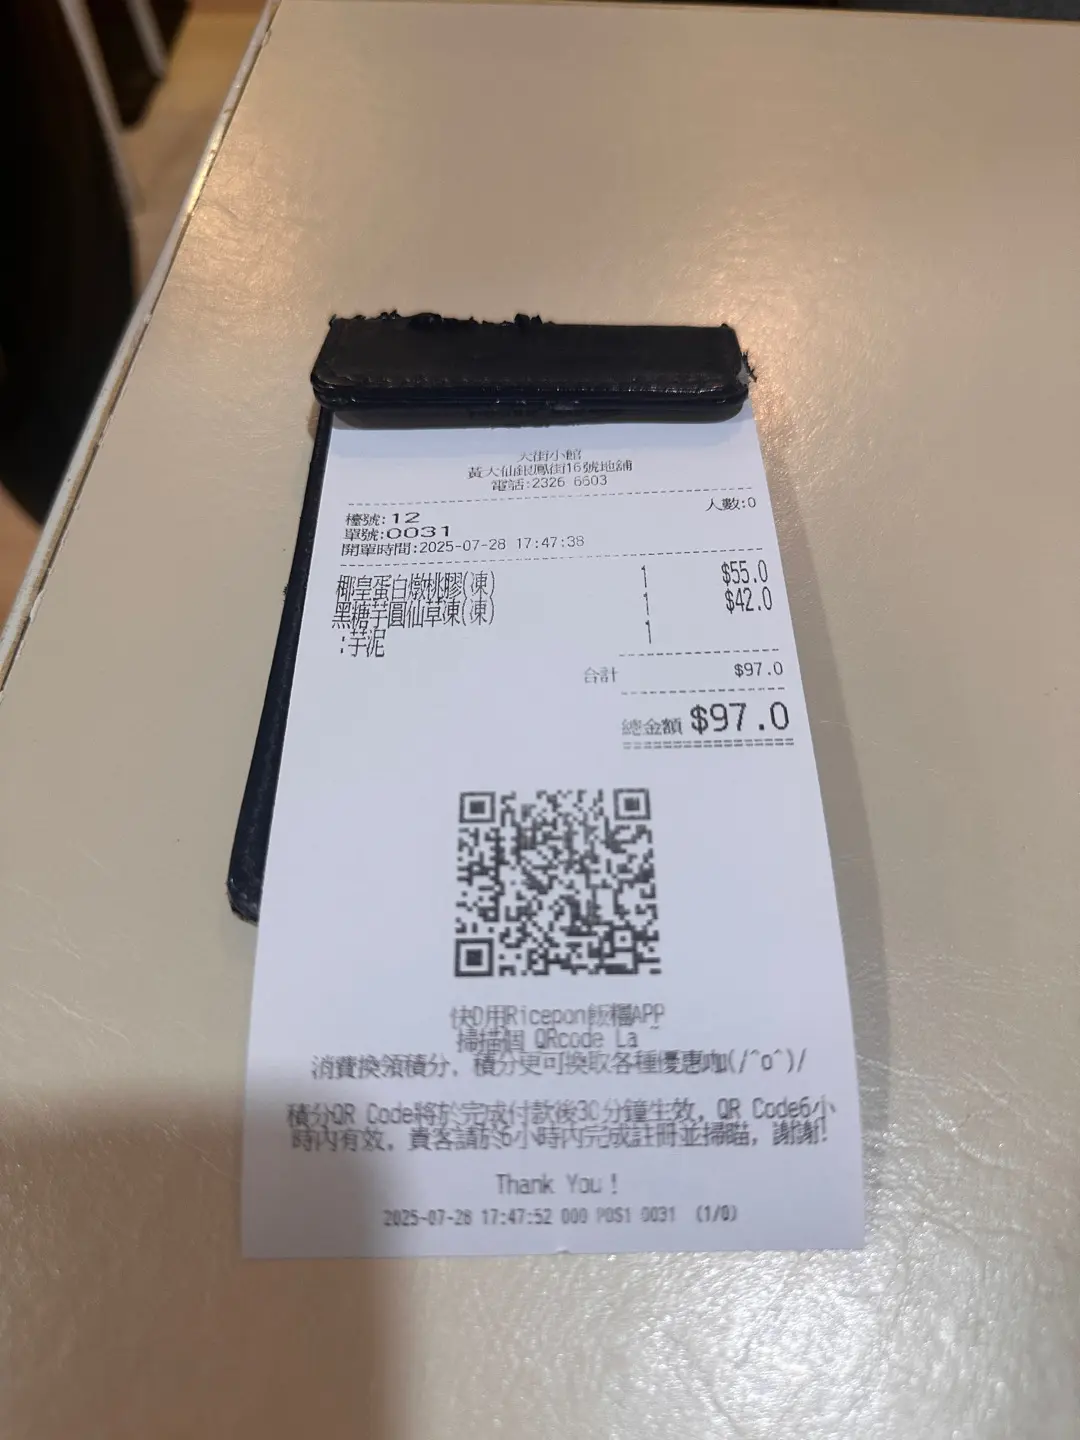 大街小館
黃大仙銀鳳街16號地舖
電話:2326 6603
人數:0
檯號:12
單號:0031
開單時間:2025-07-28 17:47:38
椰皇蛋白燉桃膠(凍) 1 $55.0
黑糖芋圓仙草凍(凍) 1 $42.0
:芋泥 1
合計 $97.0
總金額 $97.0
快D用Ricepon飯糰APP
掃描個 QRcode La
消費換領積分, 積分更可換取各種優惠咖(/^o^)/
積分QR Code將於完成付款後30分鐘生效, QR Code6小
時內有效, 貴客請於6小時內完成註冊並掃瞄, 謝謝!
Thank You !
2025-07-28 17:47:52 000 POS1 0031 (1/0)